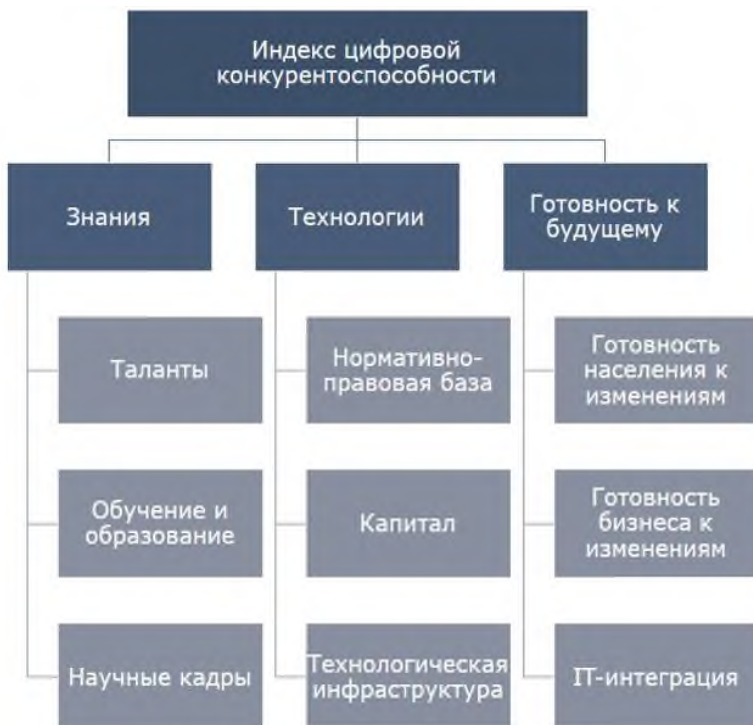 Индекс цифровой
конкурентоспособности
Знания
Технологии
Готовность к
будущему
Таланты
Обучение и
образование
Научные кадры
Нормативно-
правовая база
Капитал
Технологическая
инфраструктура
Готовность
населения к
изменениям
Готовность
бизнеса к
изменениям
IT-интеграция